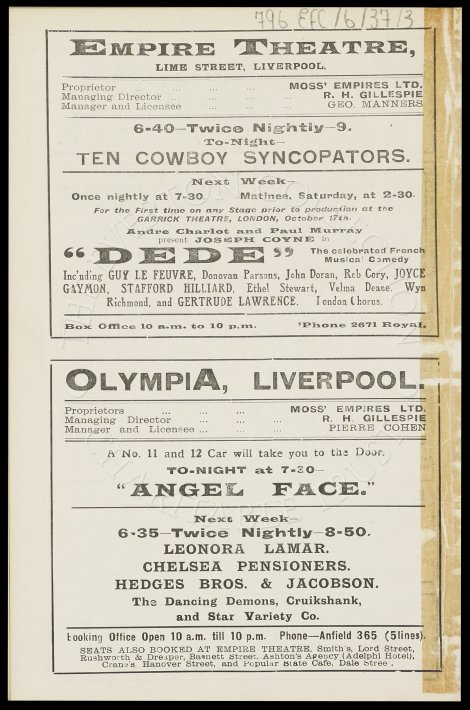 796 EFC/6/37/3
EMPIRE THEATRE,
LIME STREET, LIVERPOOL.
Proprietor ... ... ... MOSS' EMPIRES LTD.
Managing Director ... ... ... R. H. GILLESPIE
Manager and Licensee ... ... GEO. MANNERS
6-40—Twice Nightly—9.
To-Night—
TEN COWBOY SYNCOPATORS.
Next Week—
Once nightly at 7-30. Matinee, Saturday, at 2-30.
For the First time on any Stage prior to production at the
GARRICK THEATRE, LONDON, October 17th.
Andre Charlot and Paul Murray
present JOSEPH COYNE in
“DEDE” The celebrated French
Musical Comedy
Including GUY LE FEUVRE, Donovan Parsons, John Doran, Rob Cory, JOYCE
GAYMON, STAFFORD HILLIARD, Ethel Stewart, Velma Deane. Wyn
Richmond, and GERTRUDE LAWRENCE. London Chorus.
Box Office 10 a.m. to 10 p.m. 'Phone 2671 Royal.
OLYMPIA, LIVERPOOL.
Proprietors ... ... ... MOSS' EMPIRES LTD.
Managing Director ... ... ... R. H. GILLESPIE
Manager and Licensee ... ... ... PIERRE COHEN
A No. 11 and 12 Car will take you to the Door.
TO-NIGHT at 7-30—
“ANGEL FACE.”
Next Week—
6-35—Twice Nightly—8-50.
LEONORA LAMAR.
CHELSEA PENSIONERS.
HEDGES BROS. & JACOBSON.
The Dancing Demons, Cruikshank,
and Star Variety Co.
Booking Office Open 10 a.m. till 10 p.m. Phone—Anfield 365 (5 lines).
SEATS ALSO BOOKED AT EMPIRE THEATRE. Smith's, Lord Street,
Rushworth & Dreaper, Basnett Street. Ashton's Agency (Adelphi Hotel),
Crane's, Hanover Street, and Popular State Cafe, Dale Street.